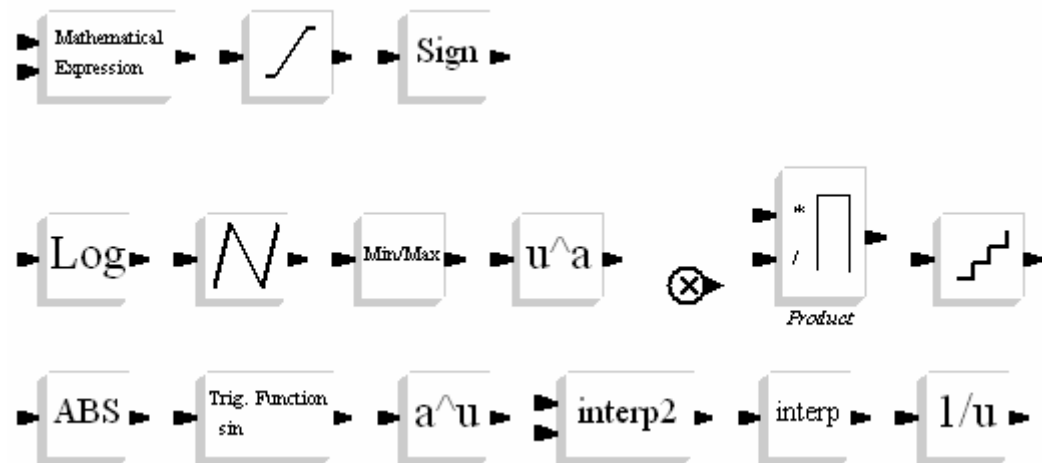 Mathematical
Expression
Sign
Log
Min/Max
u^a
*
/
Product
ABS
Trig. Function
sin
a^u
interp2
interp
1/u